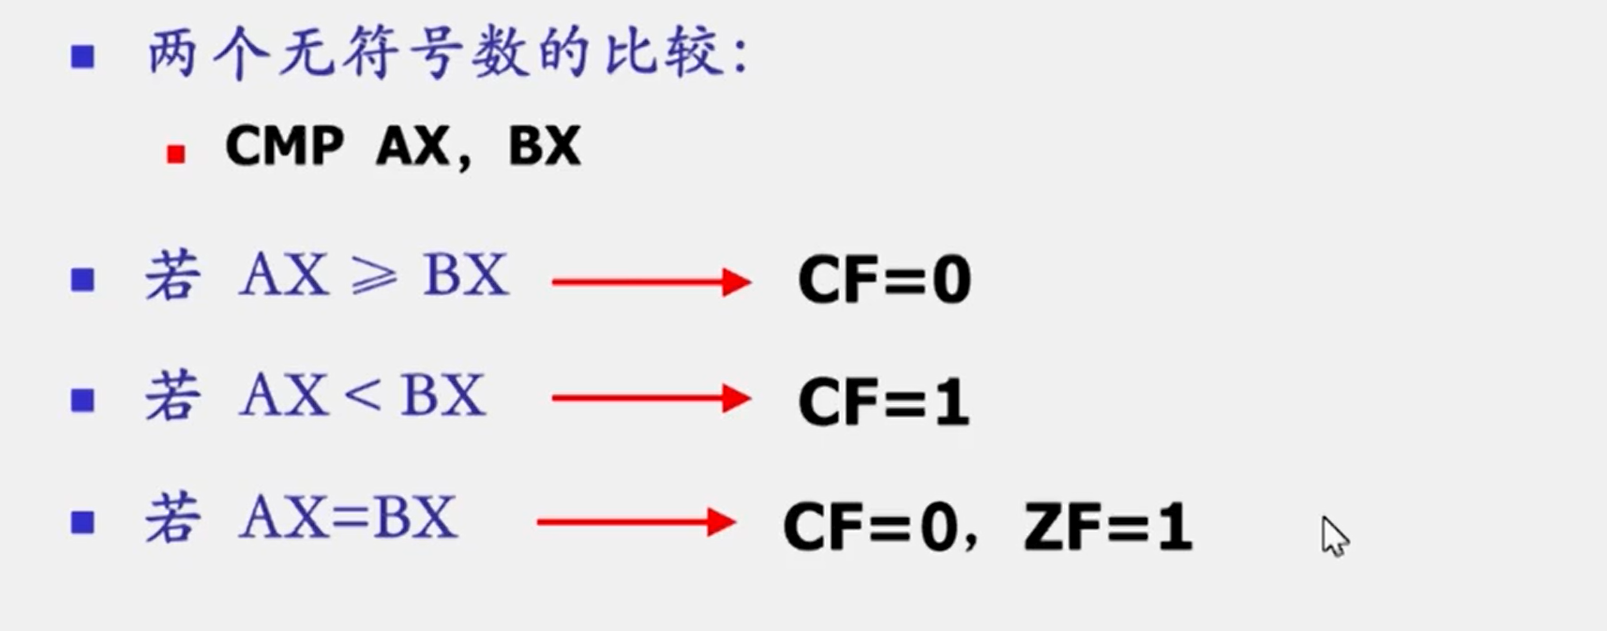 两个无符号数的比较：
CMP AX, BX
若 AX ⩾ BX CF=0
若 AX < BX CF=1
若 AX=BX CF=0, ZF=1